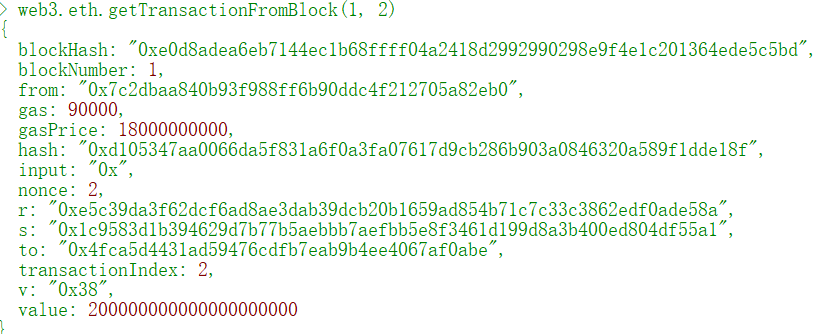 > web3.eth.getTransactionFromBlock(1, 2)
{
blockHash: "0xe0d8adea6eb7144ec1b68ffff04a2418d2992990298e9f4e1c201364ede5c5bd",
blockNumber: 1,
from: "0x7c2dbaa840b93f988ff6b90ddc4f212705a82eb0",
gas: 90000,
gasPrice: 18000000000,
hash: "0xd105347aa0066da5f831a6f0a3fa07617d9cb286b903a0846320a589f1dde18f",
input: "0x",
nonce: 2,
r: "0xe5c39da3f62dcf6ad8ae3dab39dcb20b1659ad854b71c7c33c3862edf0ade58a",
s: "0x1c9583d1b394629d7b77b5aebbb7aefbb5e8f3461d199d8a3b400ed804df55a1",
to: "0x4fca5d4431ad59476cdfb7eab9b4ee4067af0abe",
transactionIndex: 2,
v: "0x38",
value: 200000000000000000000
}